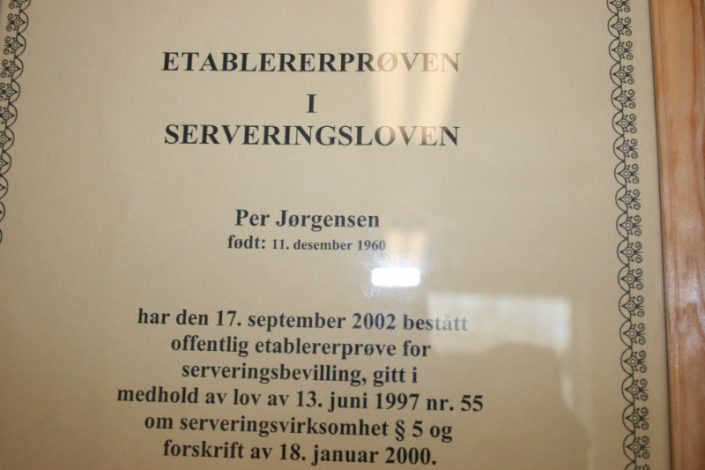 ETABLERERPRØVEN
I
SERVERINGSLOVEN
Per Jørgensen
født: 11. desember 1960
har den 17. september 2002 bestått
offentlig etablererprøve for
serveringsbevilling, gitt i
medhold av lov av 13. juni 1997 nr. 55
om serveringsvirksomhet § 5 og
forskrift av 18. januar 2000.